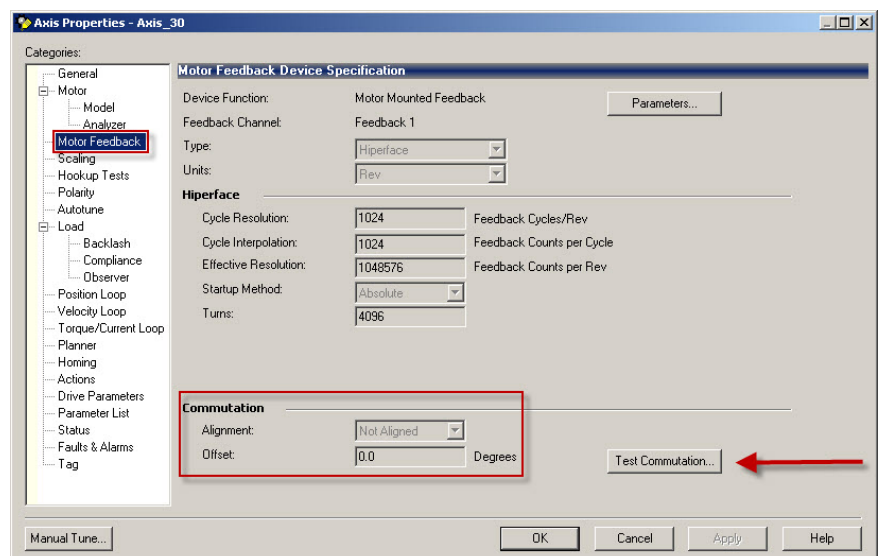 Axis Properties - Axis_30
Categories:
General
Motor
Model
Analyzer
Motor Feedback
Scaling
Hookup Tests
Polarity
Autotune
Load
Backlash
Compliance
Observer
Position Loop
Velocity Loop
Torque/Current Loop
Planner
Homing
Actions
Drive Parameters
Parameter List
Status
Faults & Alarms
Tag
Motor Feedback Device Specification
Device Function: Motor Mounted Feedback Parameters...
Feedback Channel: Feedback 1
Type: Hiperface
Units: Rev
Hiperface
Cycle Resolution: 1024 Feedback Cycles/Rev
Cycle Interpolation: 1024 Feedback Counts per Cycle
Effective Resolution: 1048576 Feedback Counts per Rev
Startup Method: Absolute
Turns: 4096
Commutation
Alignment: Not Aligned
Offset: 0.0 Degrees Test Commutation...
Manual Tune... OK Cancel Apply Help